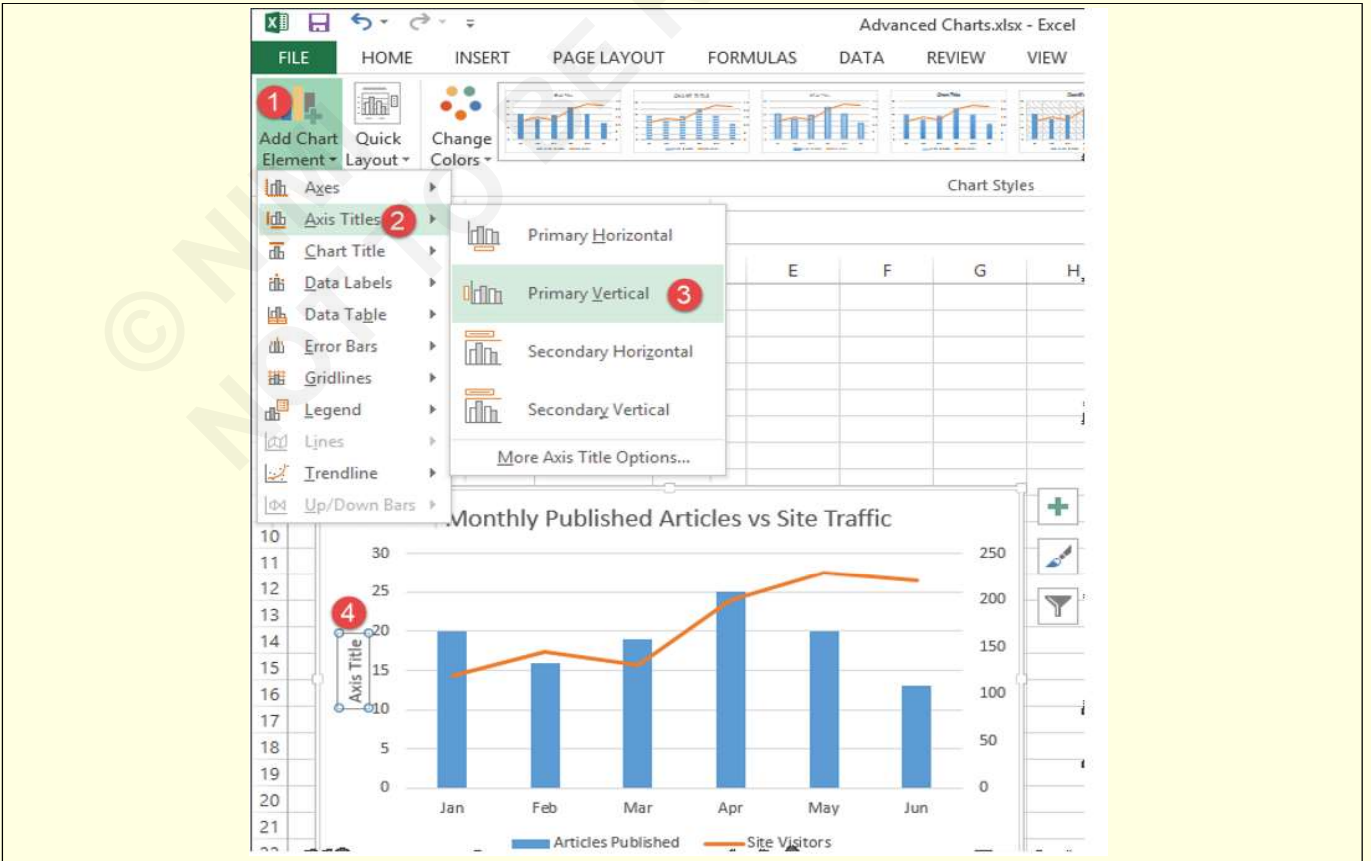 Advanced Charts.xlsx - Excel
FILE HOME INSERT PAGE LAYOUT FORMULAS DATA REVIEW VIEW
1
Add Chart Element Quick Layout Change Colors
Chart Styles
Axes
Axis Titles 2
Chart Title
Data Labels
Data Table
Error Bars
Gridlines
Legend
Lines
Trendline
Up/Down Bars
Primary Horizontal
Primary Vertical 3
Secondary Horizontal
Secondary Vertical
More Axis Title Options...
E F G H
10
11
12
13
14
15
16
17
18
19
20
21
Monthly Published Articles vs Site Traffic
30
25
20
15
10
5
0
4
Axis Title
250
200
150
100
50
0
Jan Feb Mar Apr May Jun
Articles Published Site Visitors
© NIM
NOT TO BE R